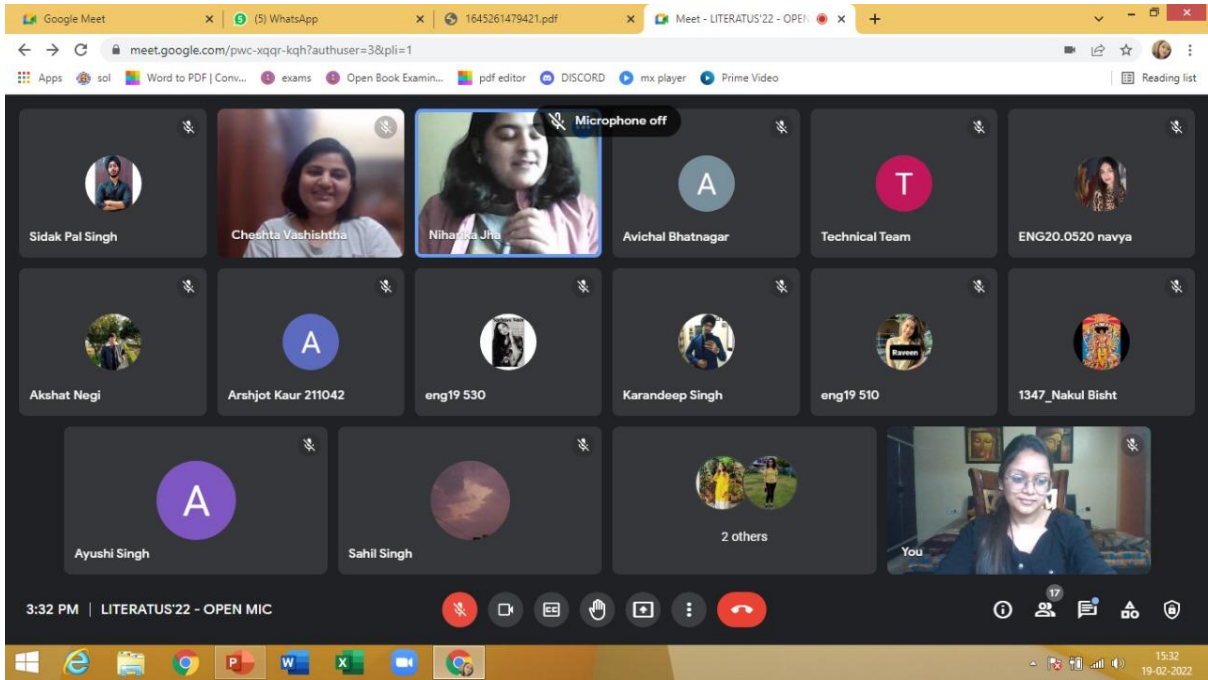 Google Meet
(5) WhatsApp
1645261479421.pdf
Meet - LITERATUS'22 - OPEN
meet.google.com/pwc-xqqr-kqh?authuser=3&pli=1
Apps sol Word to PDF | Conv... exams Open Book Examin... pdf editor DISCORD mx player Prime Video Reading list
Microphone off
A T
Sidak Pal Singh Cheshta Vashishtha Niharika Jha Avichal Bhatnagar Technical Team ENG20.0520 navya
A Raveen
Akshat Negi Arshjot Kaur 211042 eng19 530 Karandeep Singh eng19 510 1347_Nakul Bisht
A
2 others
Ayushi Singh Sahil Singh You
3:32 PM | LITERATUS'22 - OPEN MIC CC 17
15:32
19-02-2022